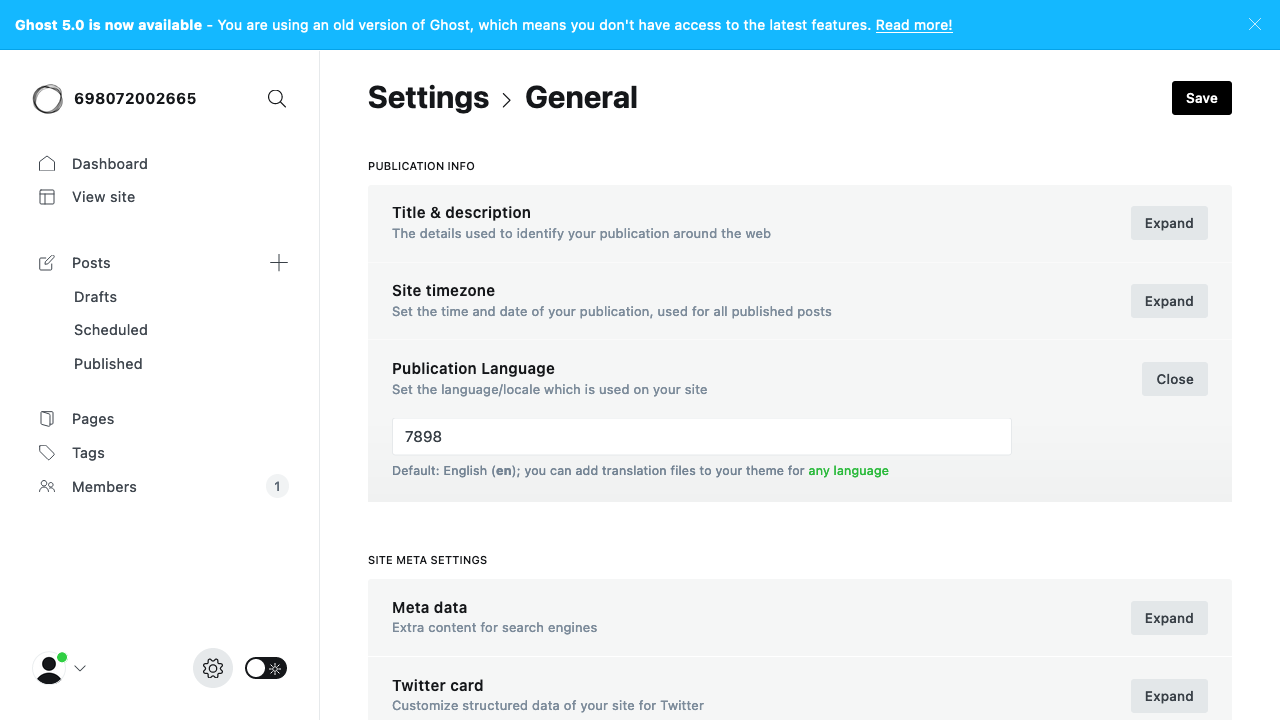 Ghost 5.0 is now available - You are using an old version of Ghost, which means you don't have access to the latest features. Read more!
698072002665
Dashboard
View site
Posts
Drafts
Scheduled
Published
Pages
Tags
Members 1
Settings > General
Save
PUBLICATION INFO
Title & description
The details used to identify your publication around the web
Expand
Site timezone
Set the time and date of your publication, used for all published posts
Expand
Publication Language
Set the language/locale which is used on your site
Close
7898
Default: English (en); you can add translation files to your theme for any language
SITE META SETTINGS
Meta data
Extra content for search engines
Expand
Twitter card
Customize structured data of your site for Twitter
Expand